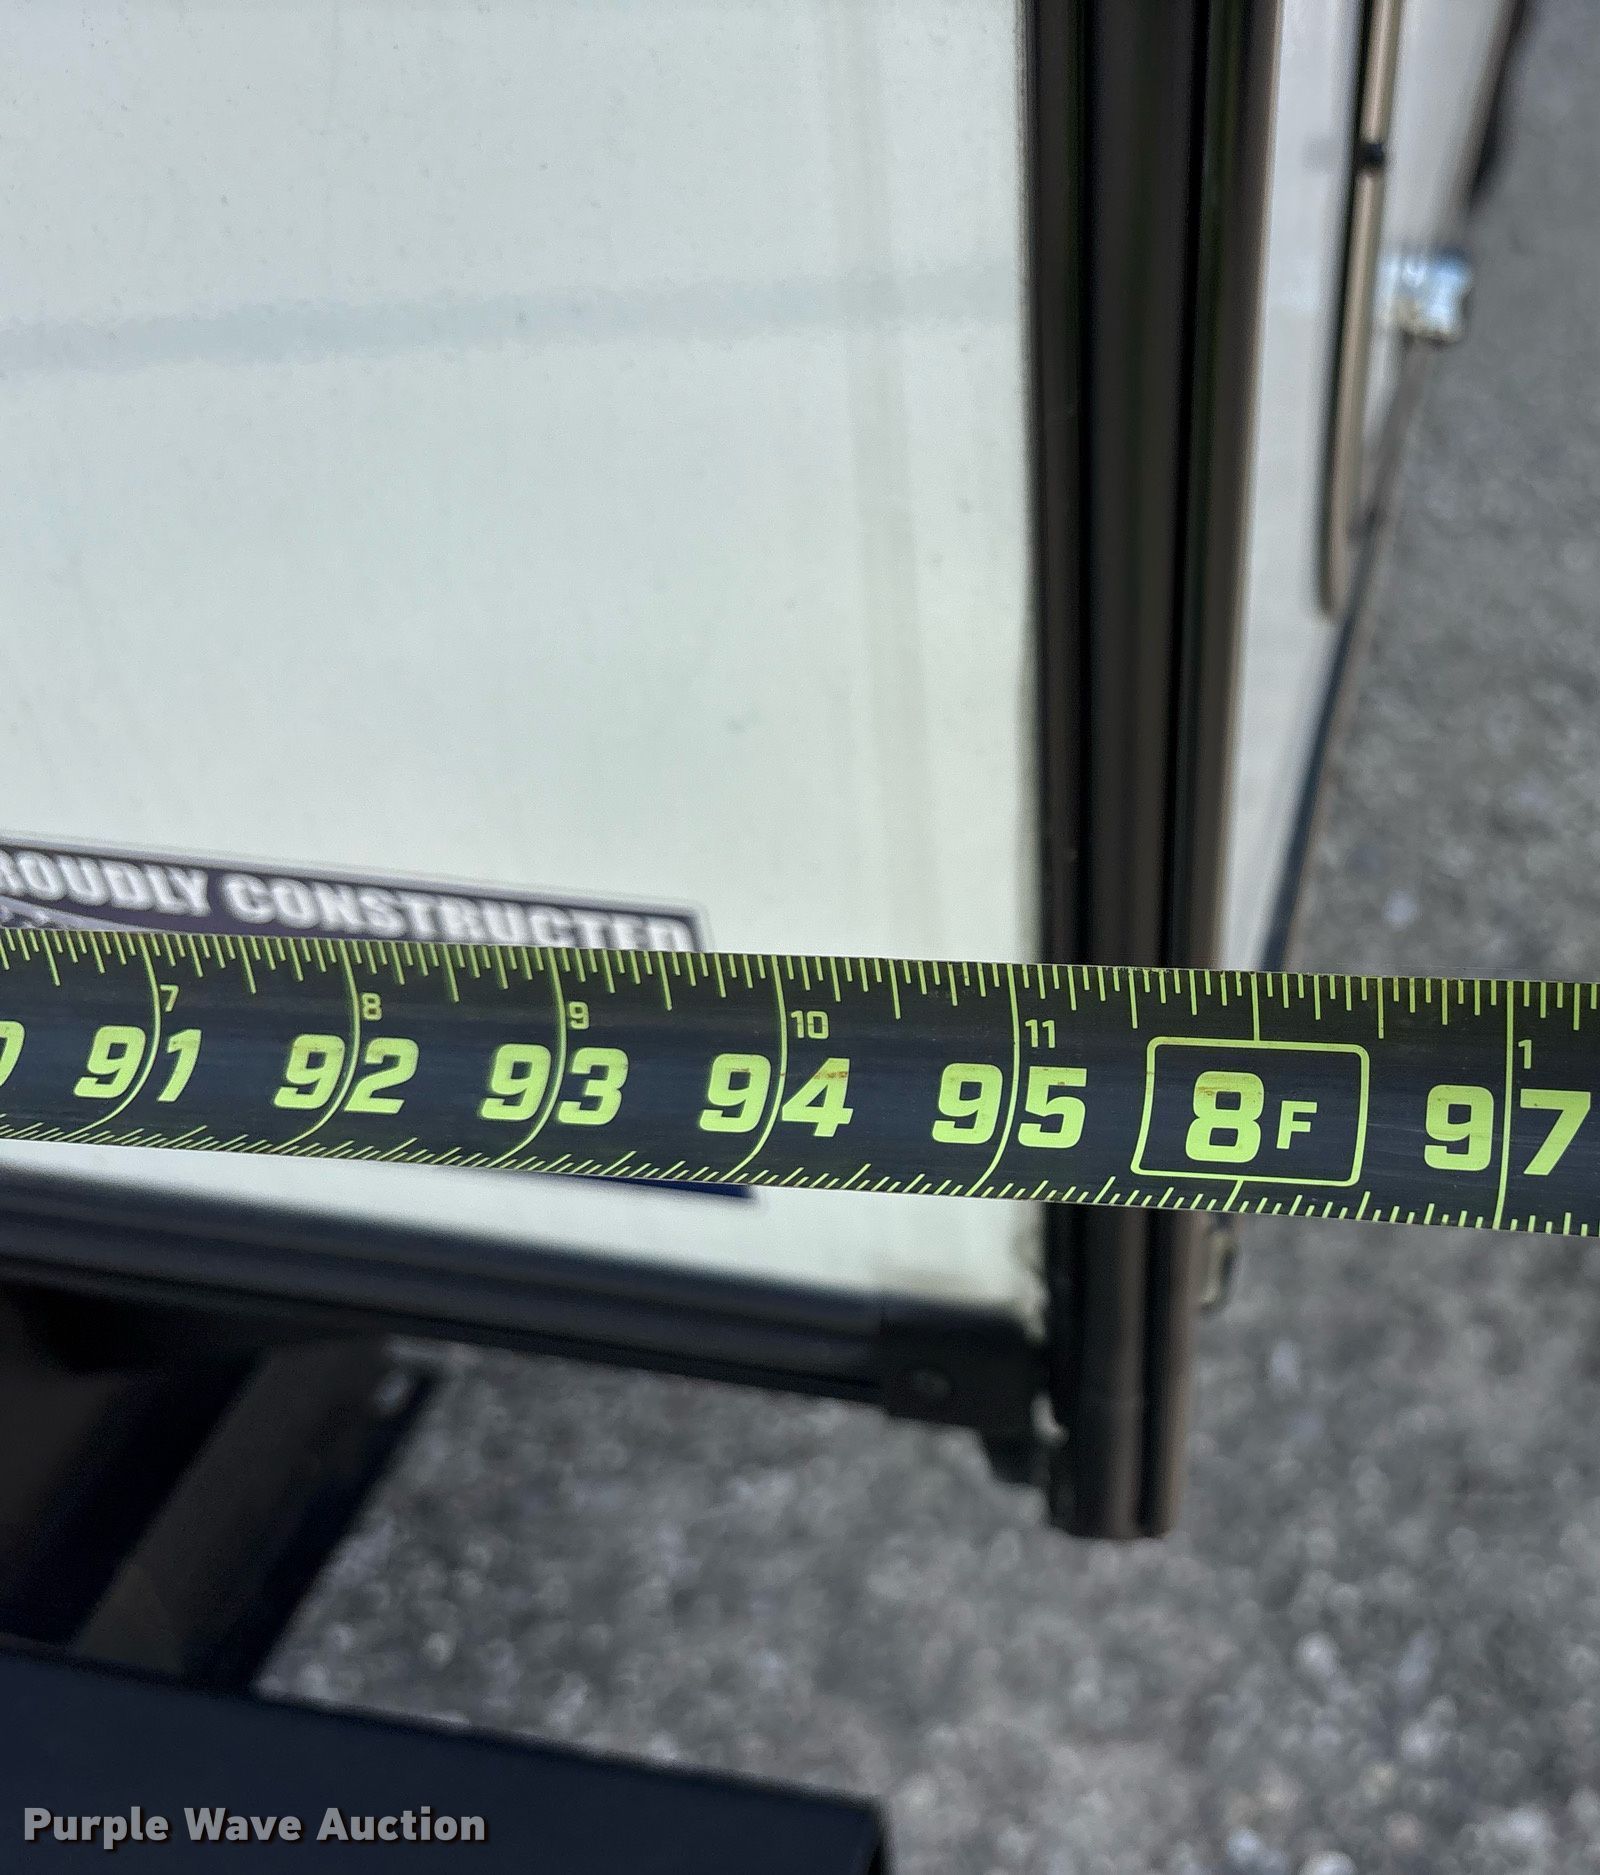 ROUDLY CONSTRUCTED
7 8 9 10 11 1
91 92 93 94 95 8F 97
Purple Wave Auction